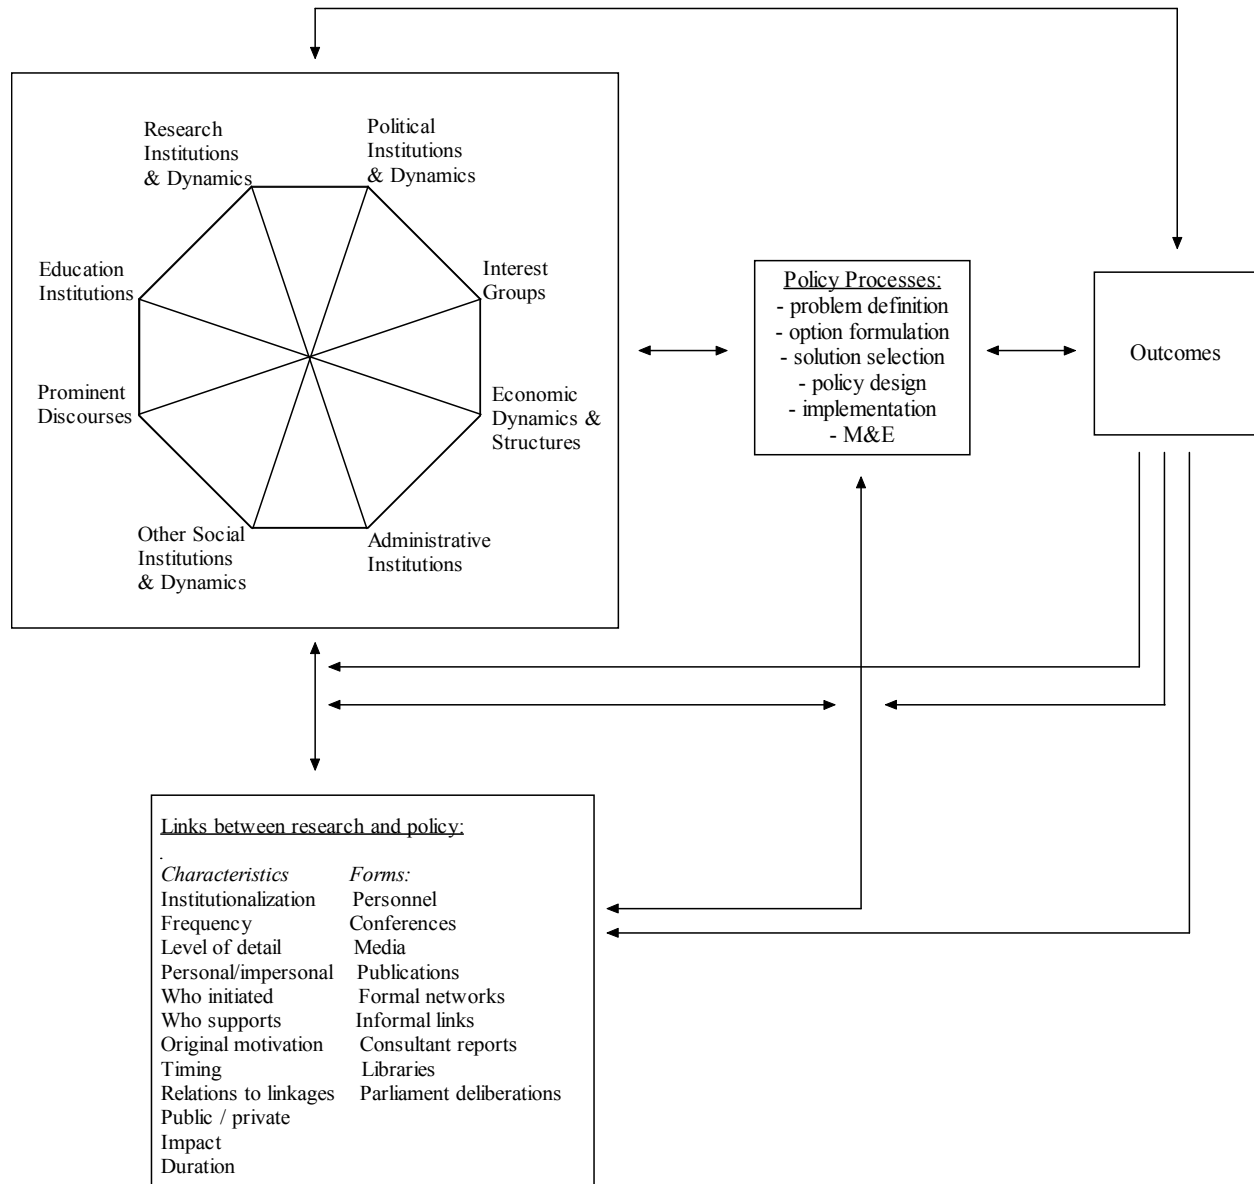 Research
Institutions
& Dynamics
Political
Institutions
& Dynamics
Education
Institutions
Interest
Groups
Prominent
Discourses
Economic
Dynamics &
Structures
Other Social
Institutions
& Dynamics
Administrative
Institutions
Policy Processes:
- problem definition
- option formulation
- solution selection
- policy design
- implementation
- M&E
Outcomes
Links between research and policy:
.
Characteristics Forms:
Institutionalization Personnel
Frequency Conferences
Level of detail Media
Personal/impersonal Publications
Who initiated Formal networks
Who supports Informal links
Original motivation Consultant reports
Timing Libraries
Relations to linkages Parliament deliberations
Public / private
Impact
Duration